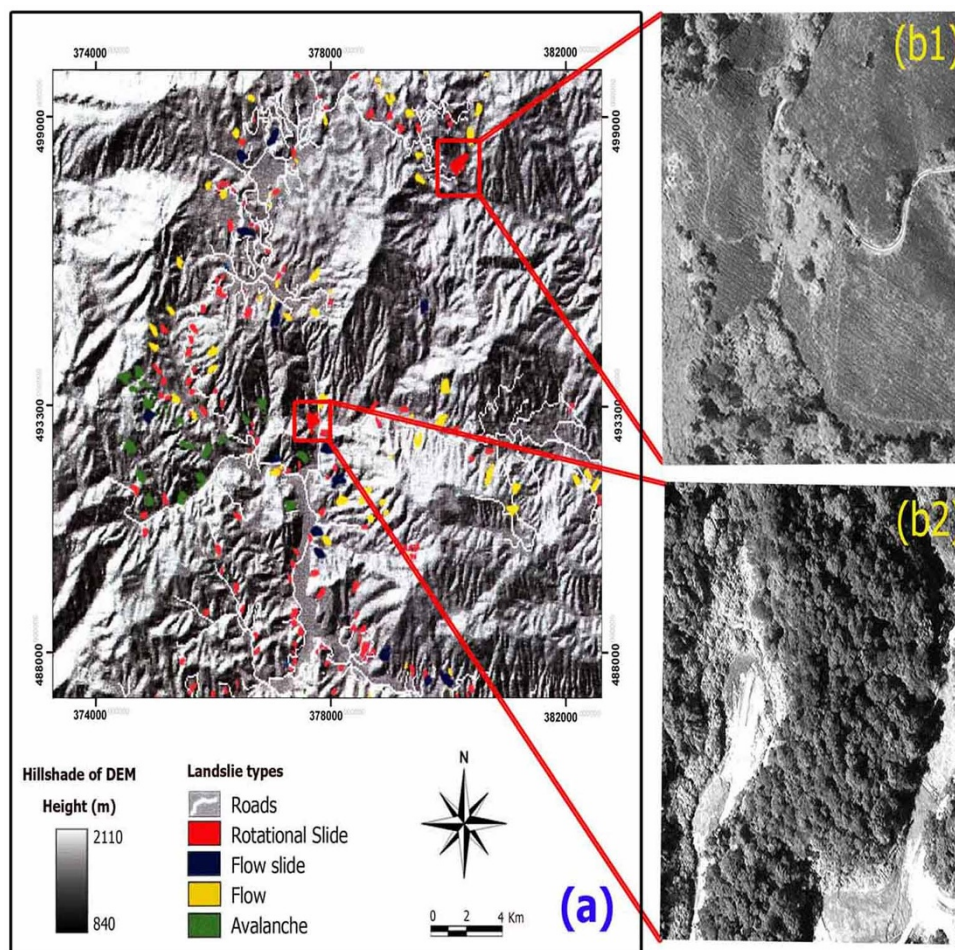 374000 378000 382000
499000 499000
493300 493300
488000 488000
374000 378000 382000
Hillshade of DEM
Height (m)
2110
840
Landslie types
Roads
Rotational Slide
Flow slide
Flow
Avalanche
N
0 2 4 Km
(a)
(b1)
(b2)